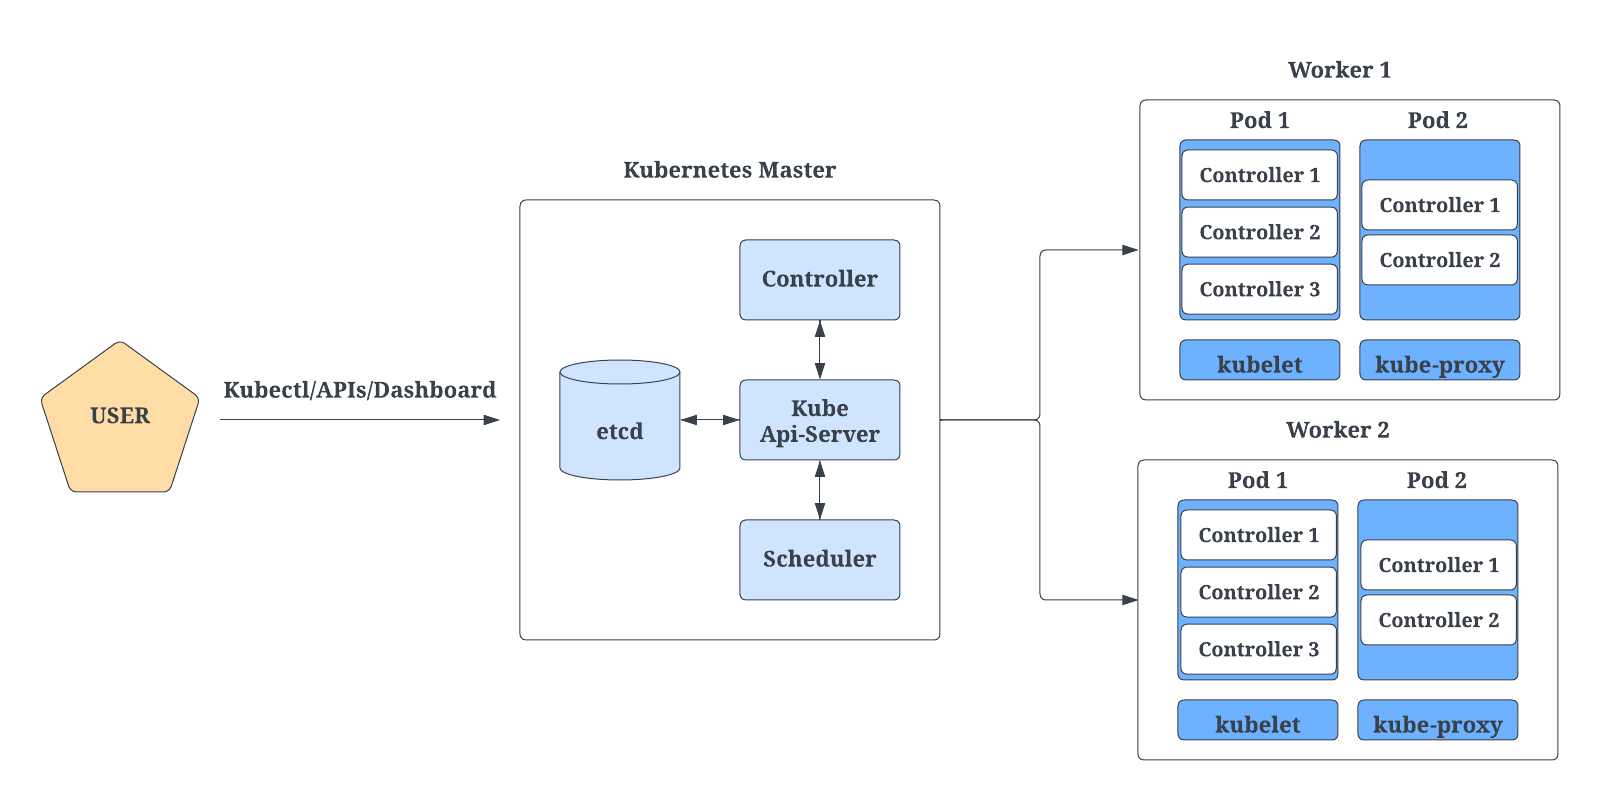 USER
Kubectl/APIs/Dashboard
Kubernetes Master
Controller
etcd
Kube
Api-Server
Scheduler
Worker 1
Pod 1
Controller 1
Controller 2
Controller 3
Pod 2
Controller 1
Controller 2
kubelet
kube-proxy
Worker 2
Pod 1
Controller 1
Controller 2
Controller 3
Pod 2
Controller 1
Controller 2
kubelet
kube-proxy